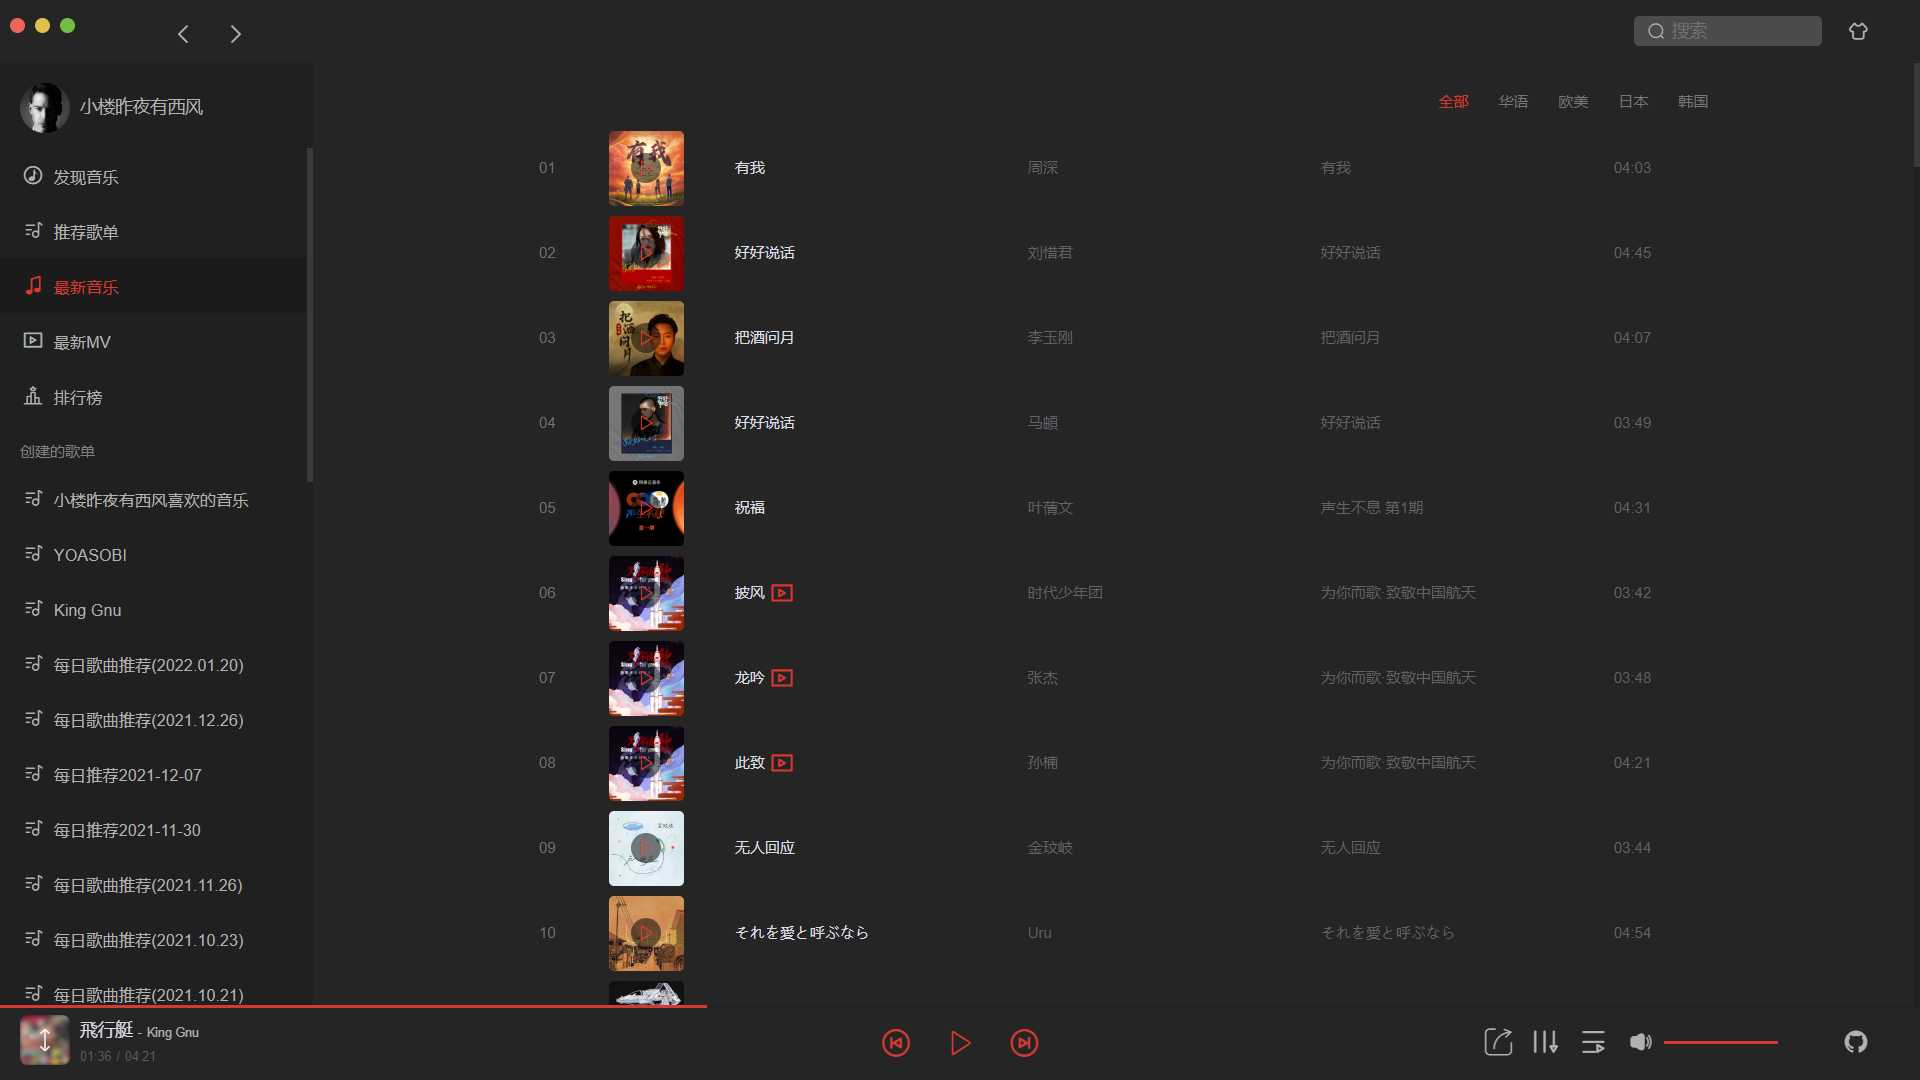 搜索
小楼昨夜有西风
发现音乐
推荐歌单
最新音乐
最新MV
排行榜
创建的歌单
小楼昨夜有西风喜欢的音乐
YOASOBI
King Gnu
每日歌曲推荐(2022.01.20)
每日歌曲推荐(2021.12.26)
每日推荐2021-12-07
每日推荐2021-11-30
每日歌曲推荐(2021.11.26)
每日歌曲推荐(2021.10.23)
每日歌曲推荐(2021.10.21)
全部 华语 欧美 日本 韩国
01 有我 有我 周深 有我 04:03
02 好好说话 刘惜君 好好说话 04:45
03 把酒问月 把酒问月 李玉刚 把酒问月 04:07
04 好好说话 马頔 好好说话 03:49
05 祝福 叶蒨文 声生不息 第1期 04:31
06 披风 时代少年团 为你而歌·致敬中国航天 03:42
07 龙吟 张杰 为你而歌·致敬中国航天 03:48
08 此致 孙楠 为你而歌·致敬中国航天 04:21
09 无人回应 金玟岐 无人回应 03:44
10 それを愛と呼ぶなら Uru それを愛と呼ぶなら 04:54
飛行艇 - King Gnu
01:36 / 04:21